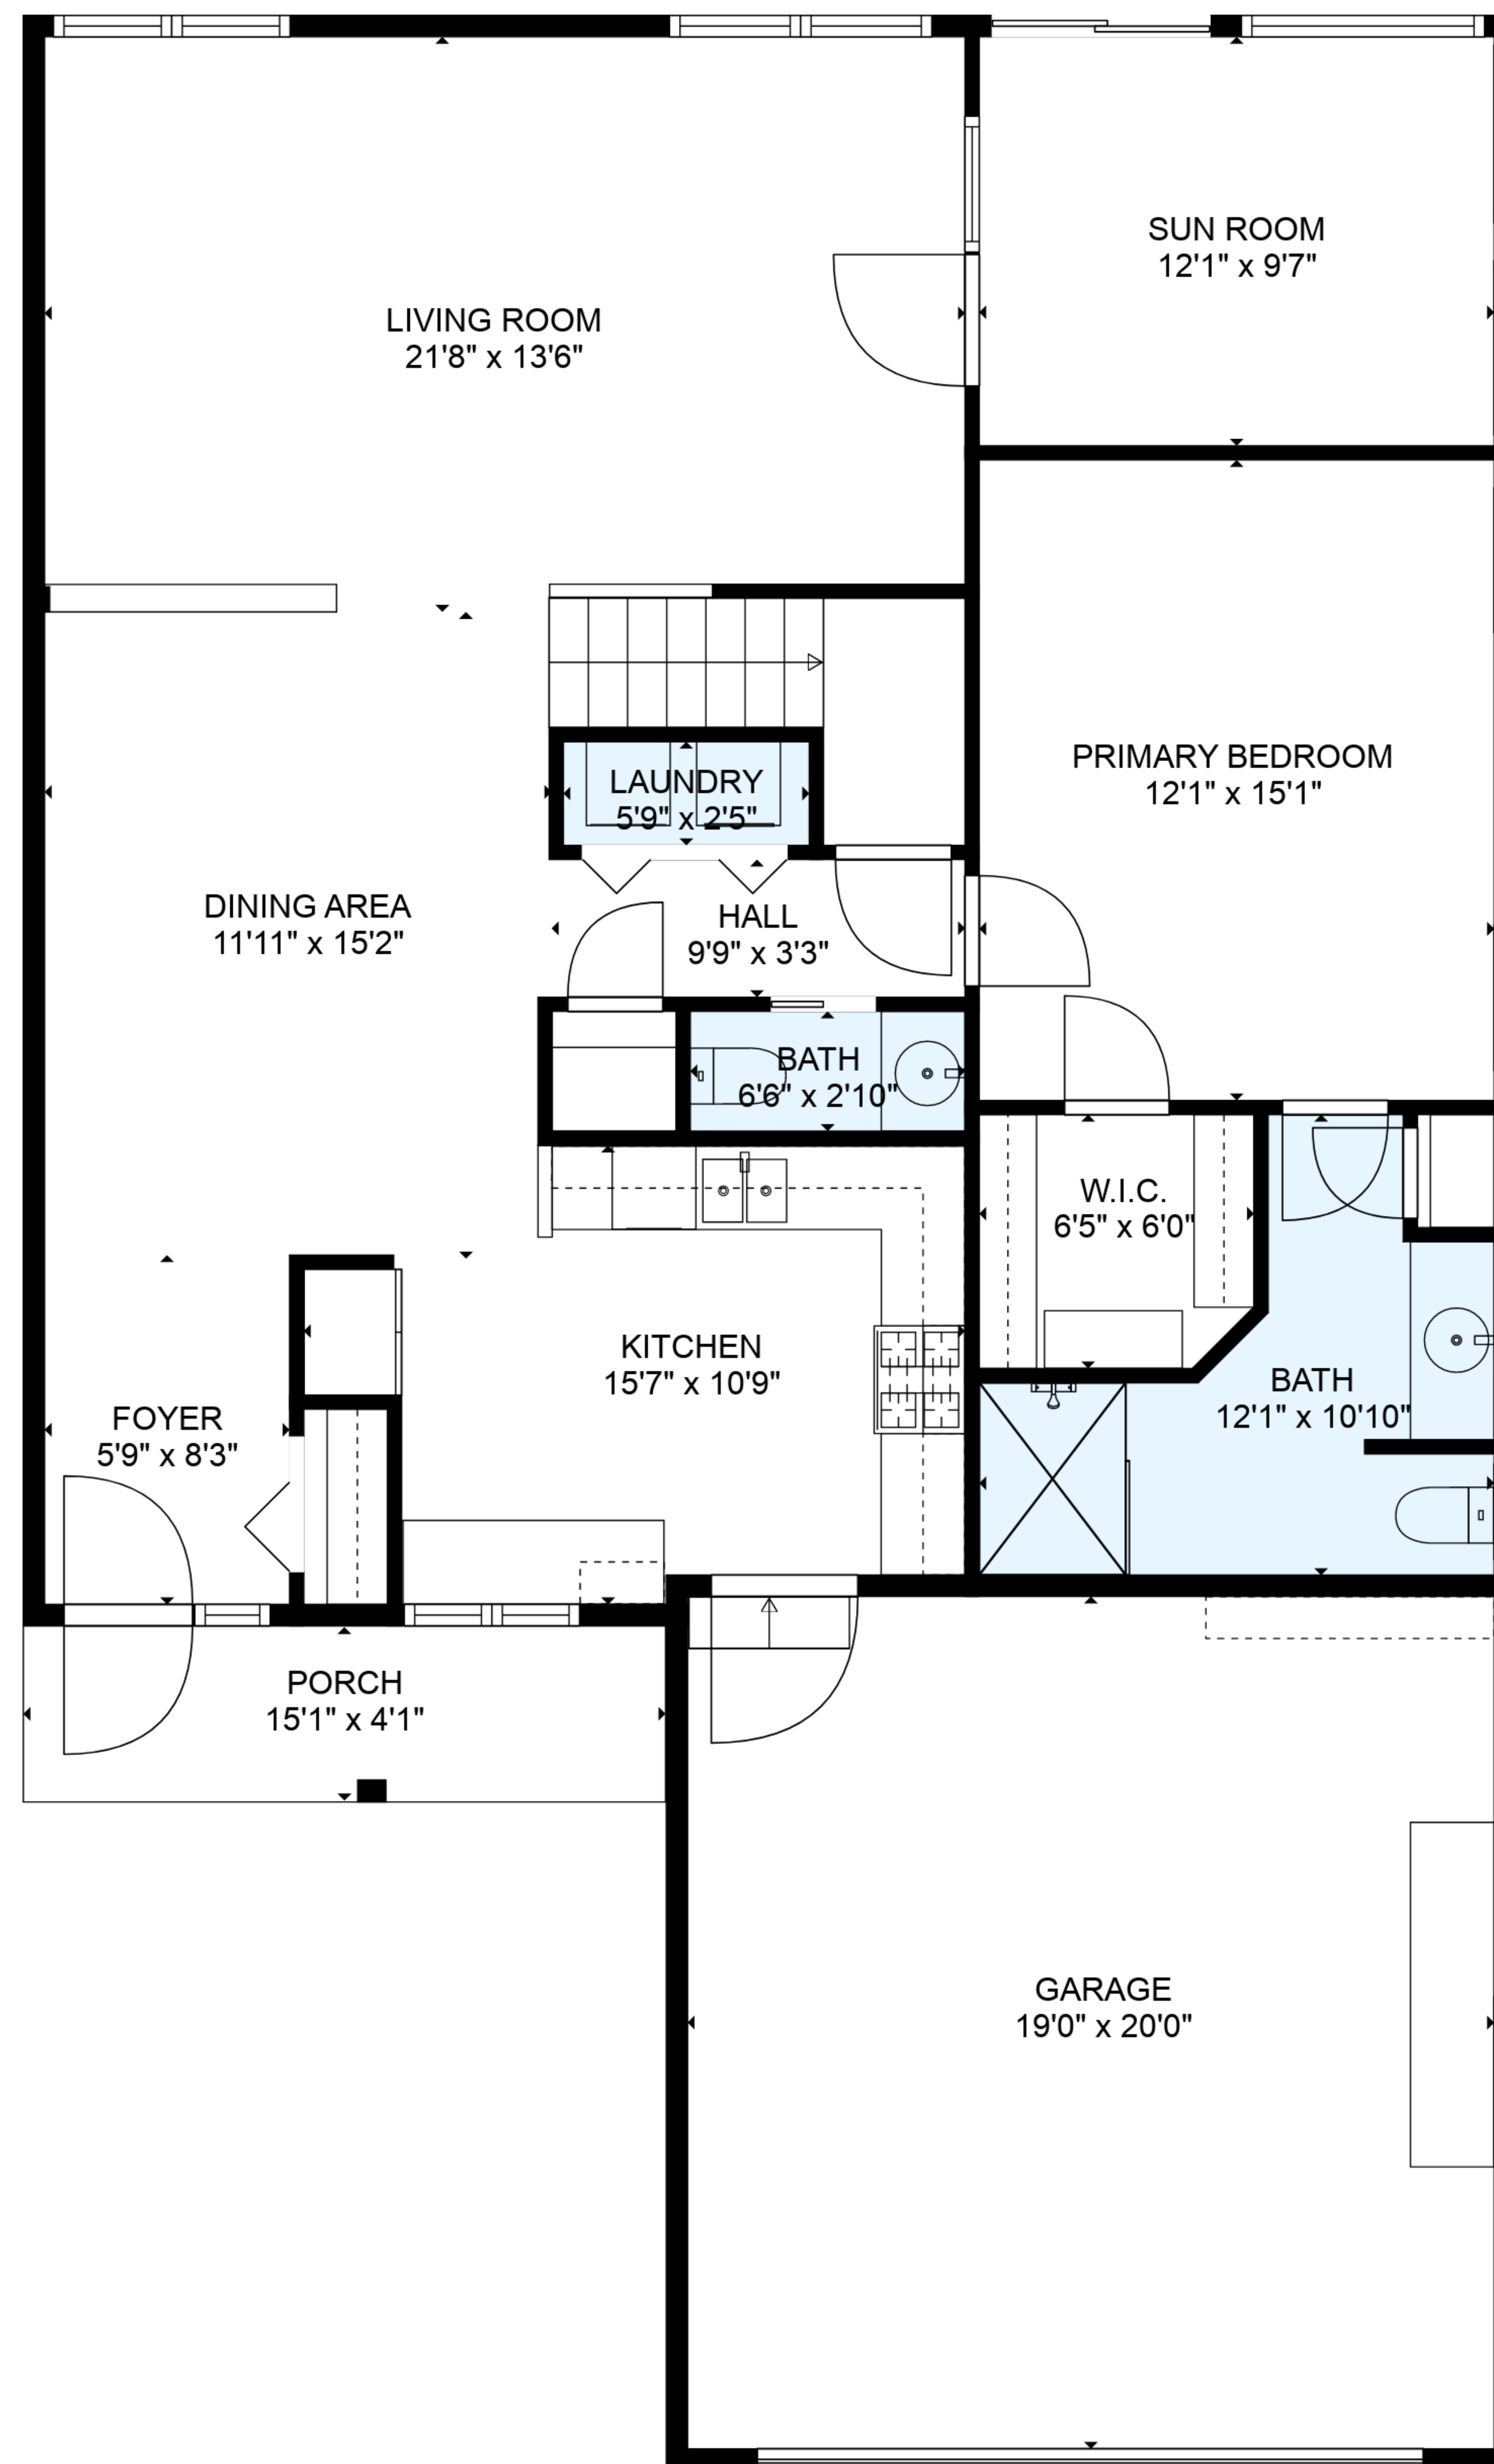 SUN ROOM
12'1" x 9'7"
LIVING ROOM
21'8" x 13'6"
PRIMARY BEDROOM
12'1" x 15'1"
LAUNDRY
5'9" x 2'5"
DINING AREA
11'11" x 15'2"
HALL
9'9" x 3'3"
BATH
6'6" x 2'10"
W.I.C.
6'5" x 6'0"
KITCHEN
15'7" x 10'9"
BATH
12'1" x 10'10"
FOYER
5'9" x 8'3"
PORCH
15'1" x 4'1"
GARAGE
19'0" x 20'0"